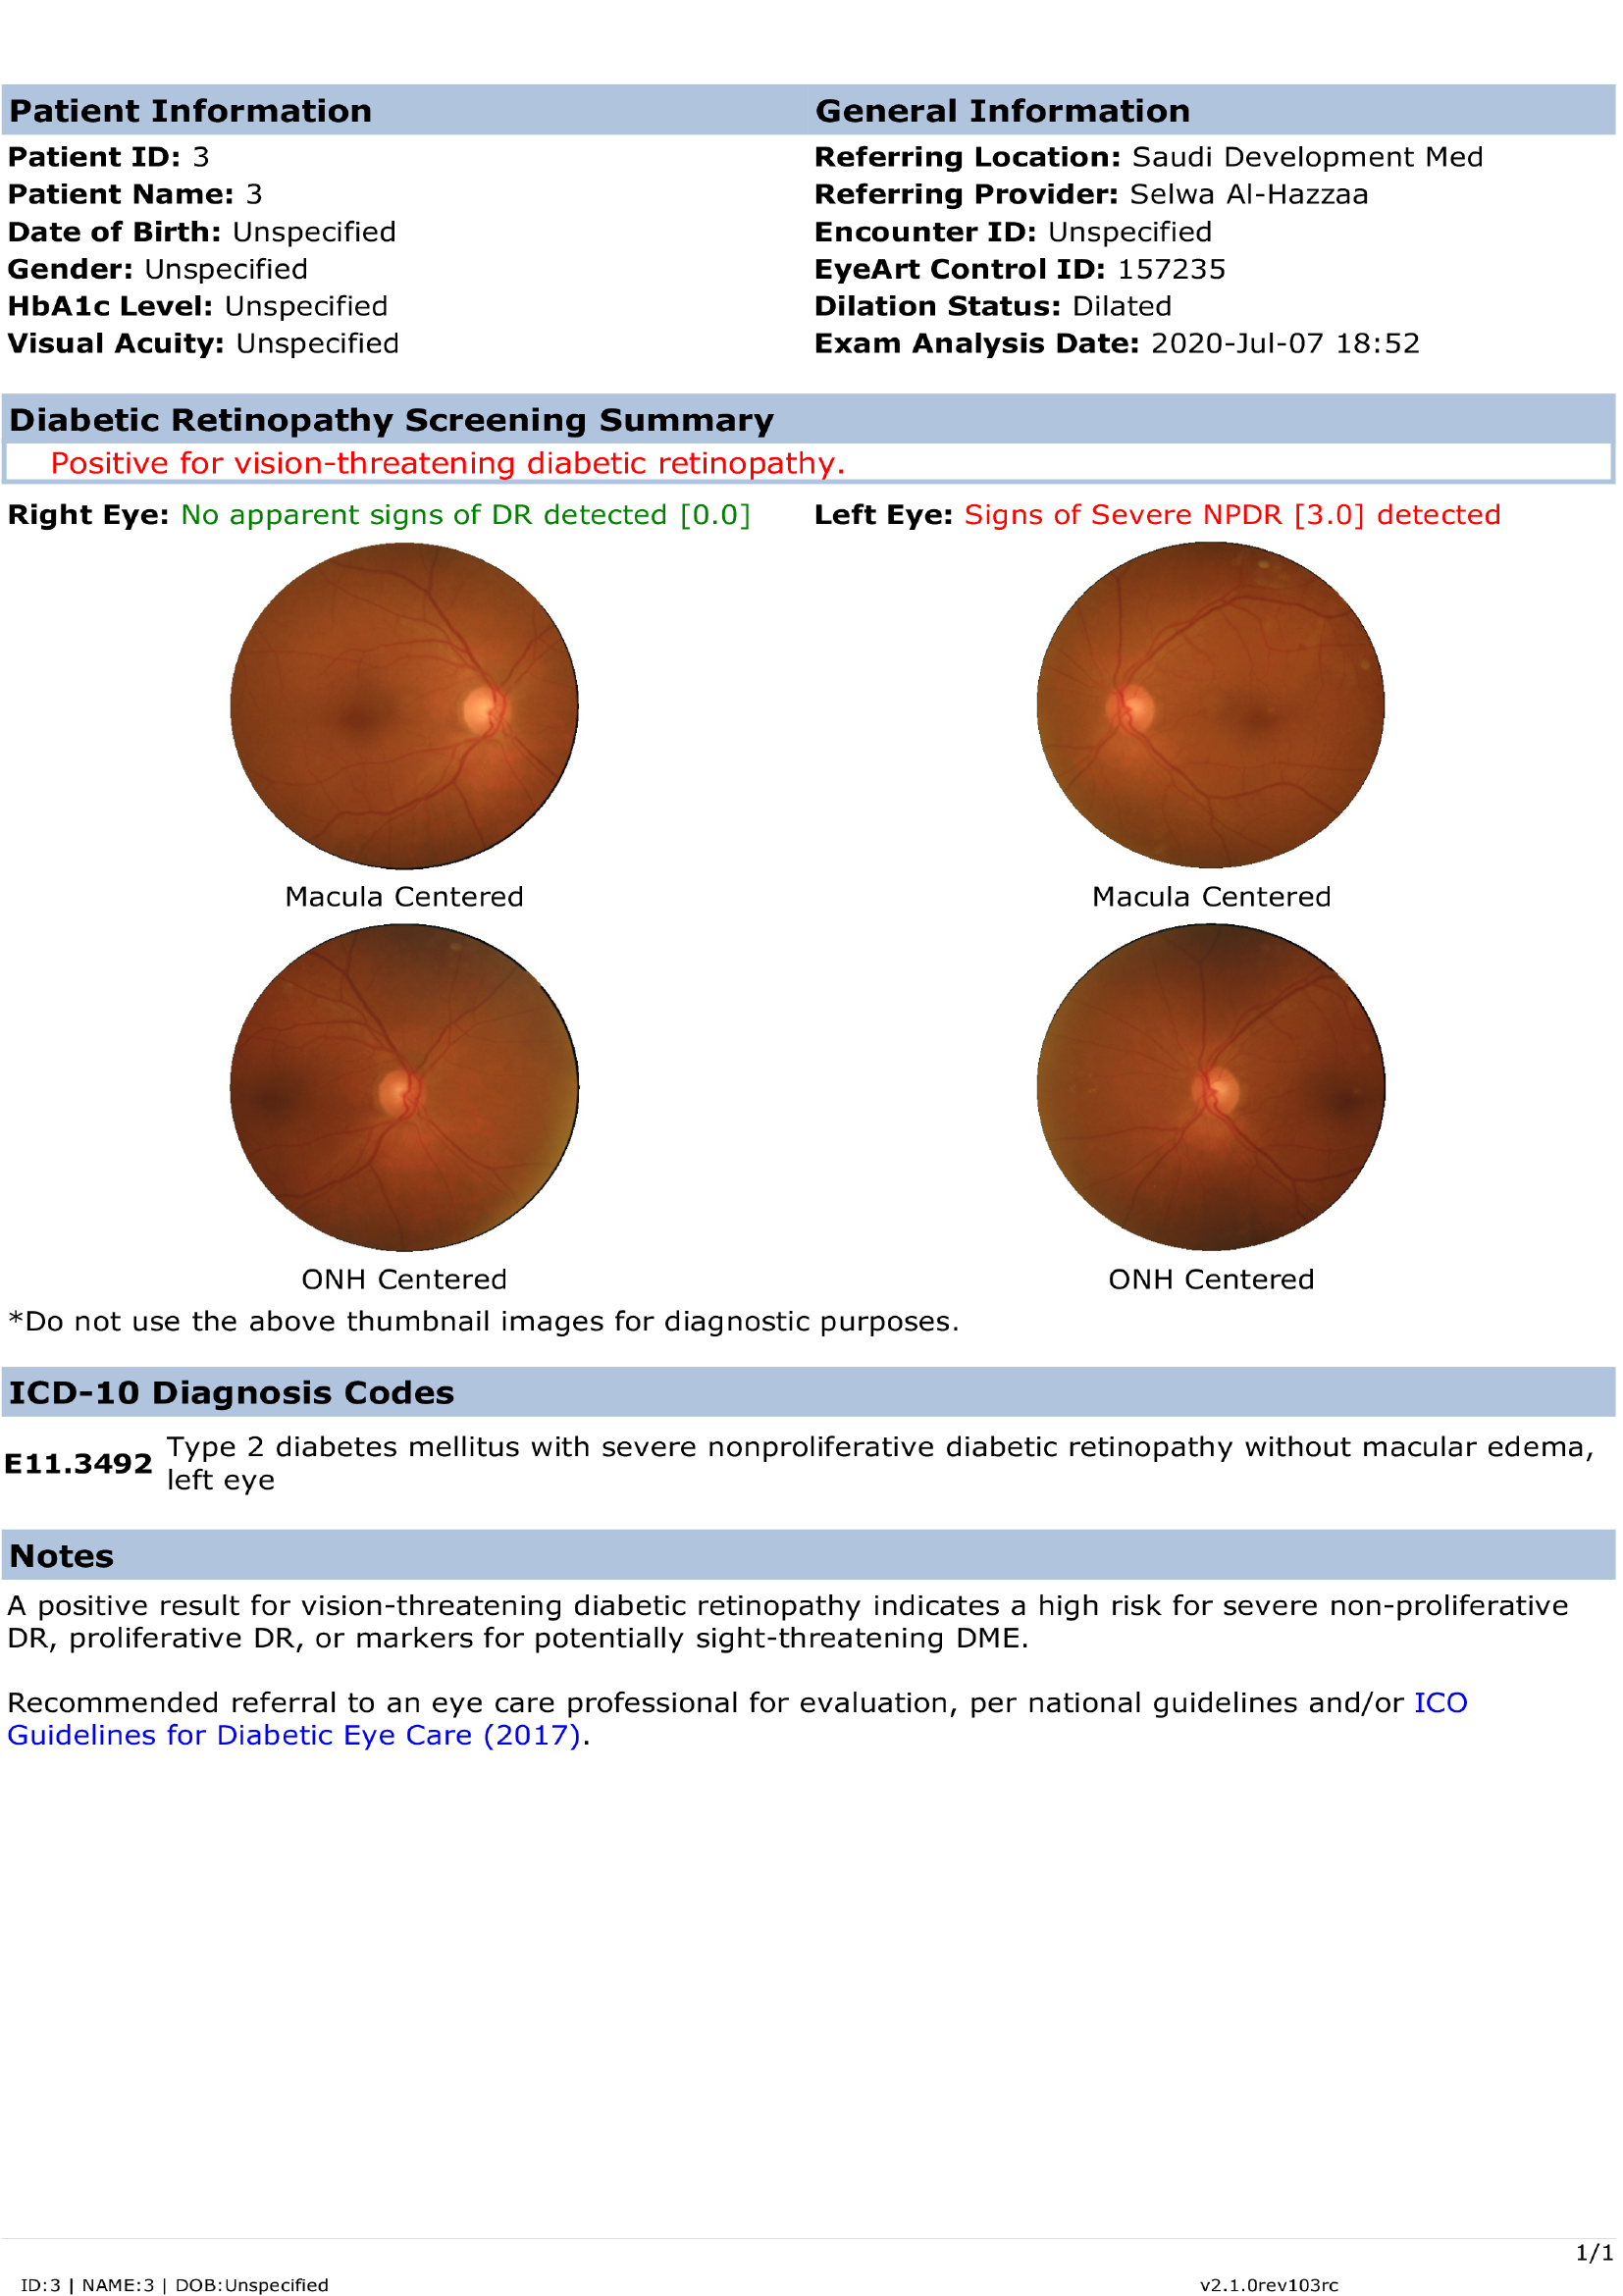 Patient Information
General Information
Patient ID: 3
Referring Location: Saudi Development Med
Patient Name: 3
Referring Provider: Selwa Al-Hazzaa
Date of Birth: Unspecified
Encounter ID: Unspecified
Gender: Unspecified
EyeArt Control ID: 157235
HbA1c Level: Unspecified
Dilation Status: Dilated
Visual Acuity: Unspecified
Exam Analysis Date: 2020-Jul-07 18:52
Diabetic Retinopathy Screening Summary
Positive for vision-threatening diabetic retinopathy.
Right Eye: No apparent signs of DR detected [0.0]
Left Eye: Signs of Severe NPDR [3.0] detected
Macula Centered
Macula Centered
ONH Centered
ONH Centered
*Do not use the above thumbnail images for diagnostic purposes.
ICD-10 Diagnosis Codes
E11.3492 Type 2 diabetes mellitus with severe nonproliferative diabetic retinopathy without macular edema,
left eye
Notes
A positive result for vision-threatening diabetic retinopathy indicates a high risk for severe non-proliferative
DR, proliferative DR, or markers for potentially sight-threatening DME.
Recommended referral to an eye care professional for evaluation, per national guidelines and/or ICO
Guidelines for Diabetic Eye Care (2017).
1/1
ID:3 | NAME:3 | DOB:Unspecified
v2.1.0rev103rc